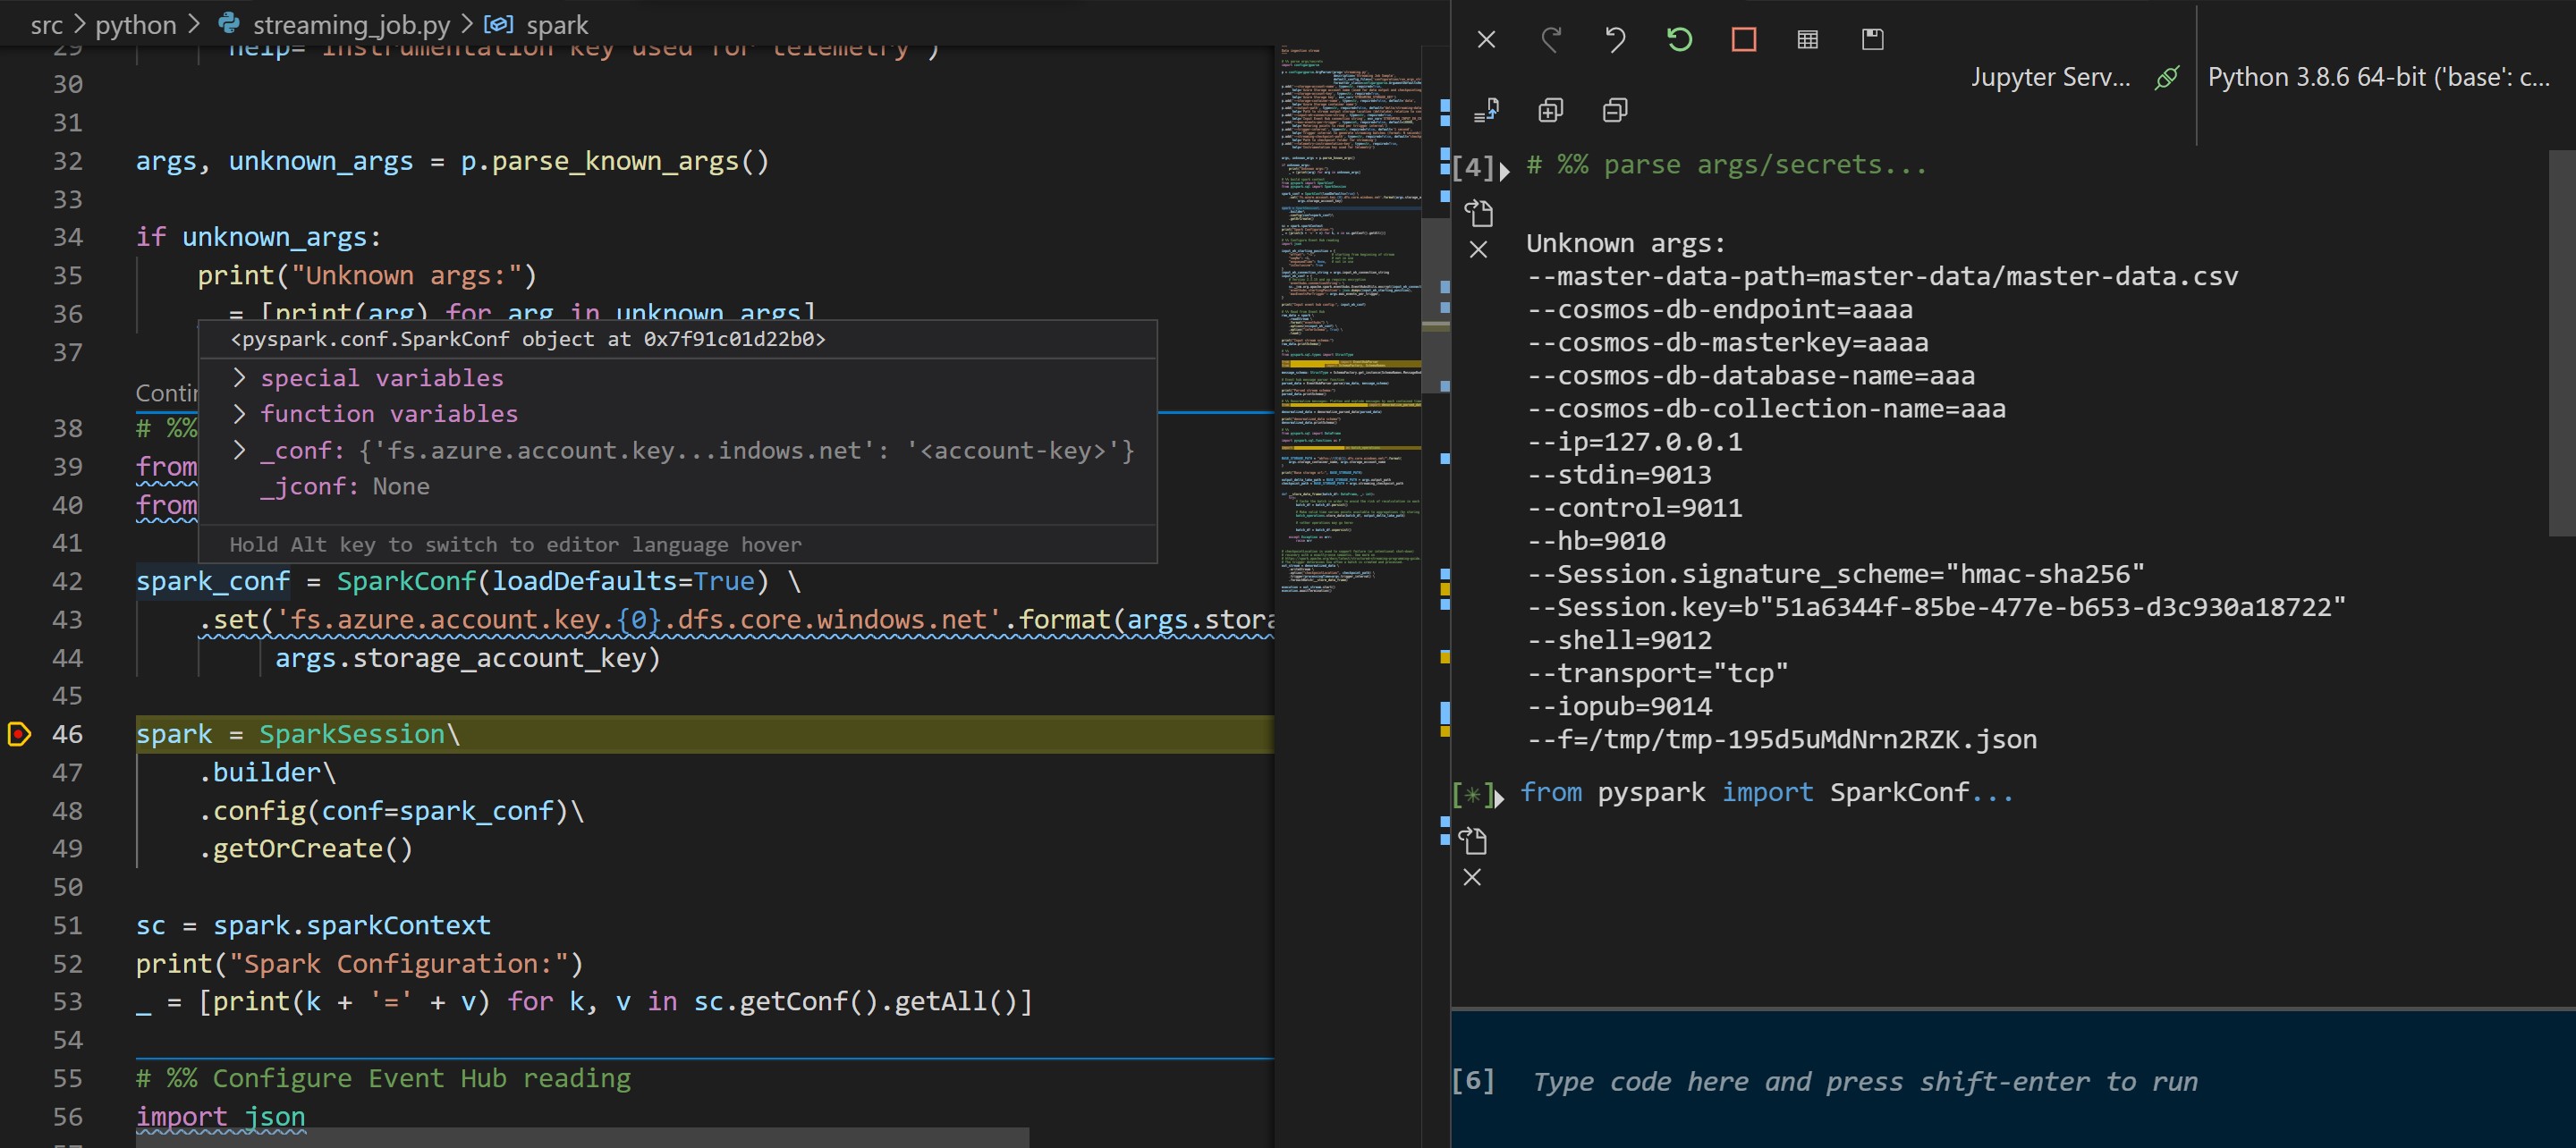 src > python > streaming_job.py > spark
29 help="Instrumentation key used for telemetry")
30
31
32 args, unknown_args = p.parse_known_args()
33
34 if unknown_args:
35 print("Unknown args:")
36 _ = [print(arg) for arg in unknown_args]
37
<pyspark.conf.SparkConf object at 0x7f91c01d22b0>
> special variables
> function variables
> _conf: {'fs.azure.account.key...indows.net': '<account-key>'}
_jconf: None
Hold Alt key to switch to editor language hover
38 # %%
39 from
40 from
41
42 spark_conf = SparkConf(loadDefaults=True) \
43 .set('fs.azure.account.key.{0}.dfs.core.windows.net'.format(args.stora
44 args.storage_account_key)
45
46 spark = SparkSession\
47 .builder\
48 .config(conf=spark_conf)\
49 .getOrCreate()
50
51 sc = spark.sparkContext
52 print("Spark Configuration:")
53 _ = [print(k + '=' + v) for k, v in sc.getConf().getAll()]
54
55 # %% Configure Event Hub reading
56 import json
Jupyter Serv...
Python 3.8.6 64-bit ('base': c...
[4] # %% parse args/secrets...
Unknown args:
--master-data-path=master-data/master-data.csv
--cosmos-db-endpoint=aaaa
--cosmos-db-masterkey=aaaa
--cosmos-db-database-name=aaa
--cosmos-db-collection-name=aaa
--ip=127.0.0.1
--stdin=9013
--control=9011
--hb=9010
--Session.signature_scheme="hmac-sha256"
--Session.key=b"51a6344f-85be-477e-b653-d3c930a18722"
--shell=9012
--transport="tcp"
--iopub=9014
--f=/tmp/tmp-195d5uMdNrn2RZK.json
[*] from pyspark import SparkConf...
[6] Type code here and press shift-enter to run